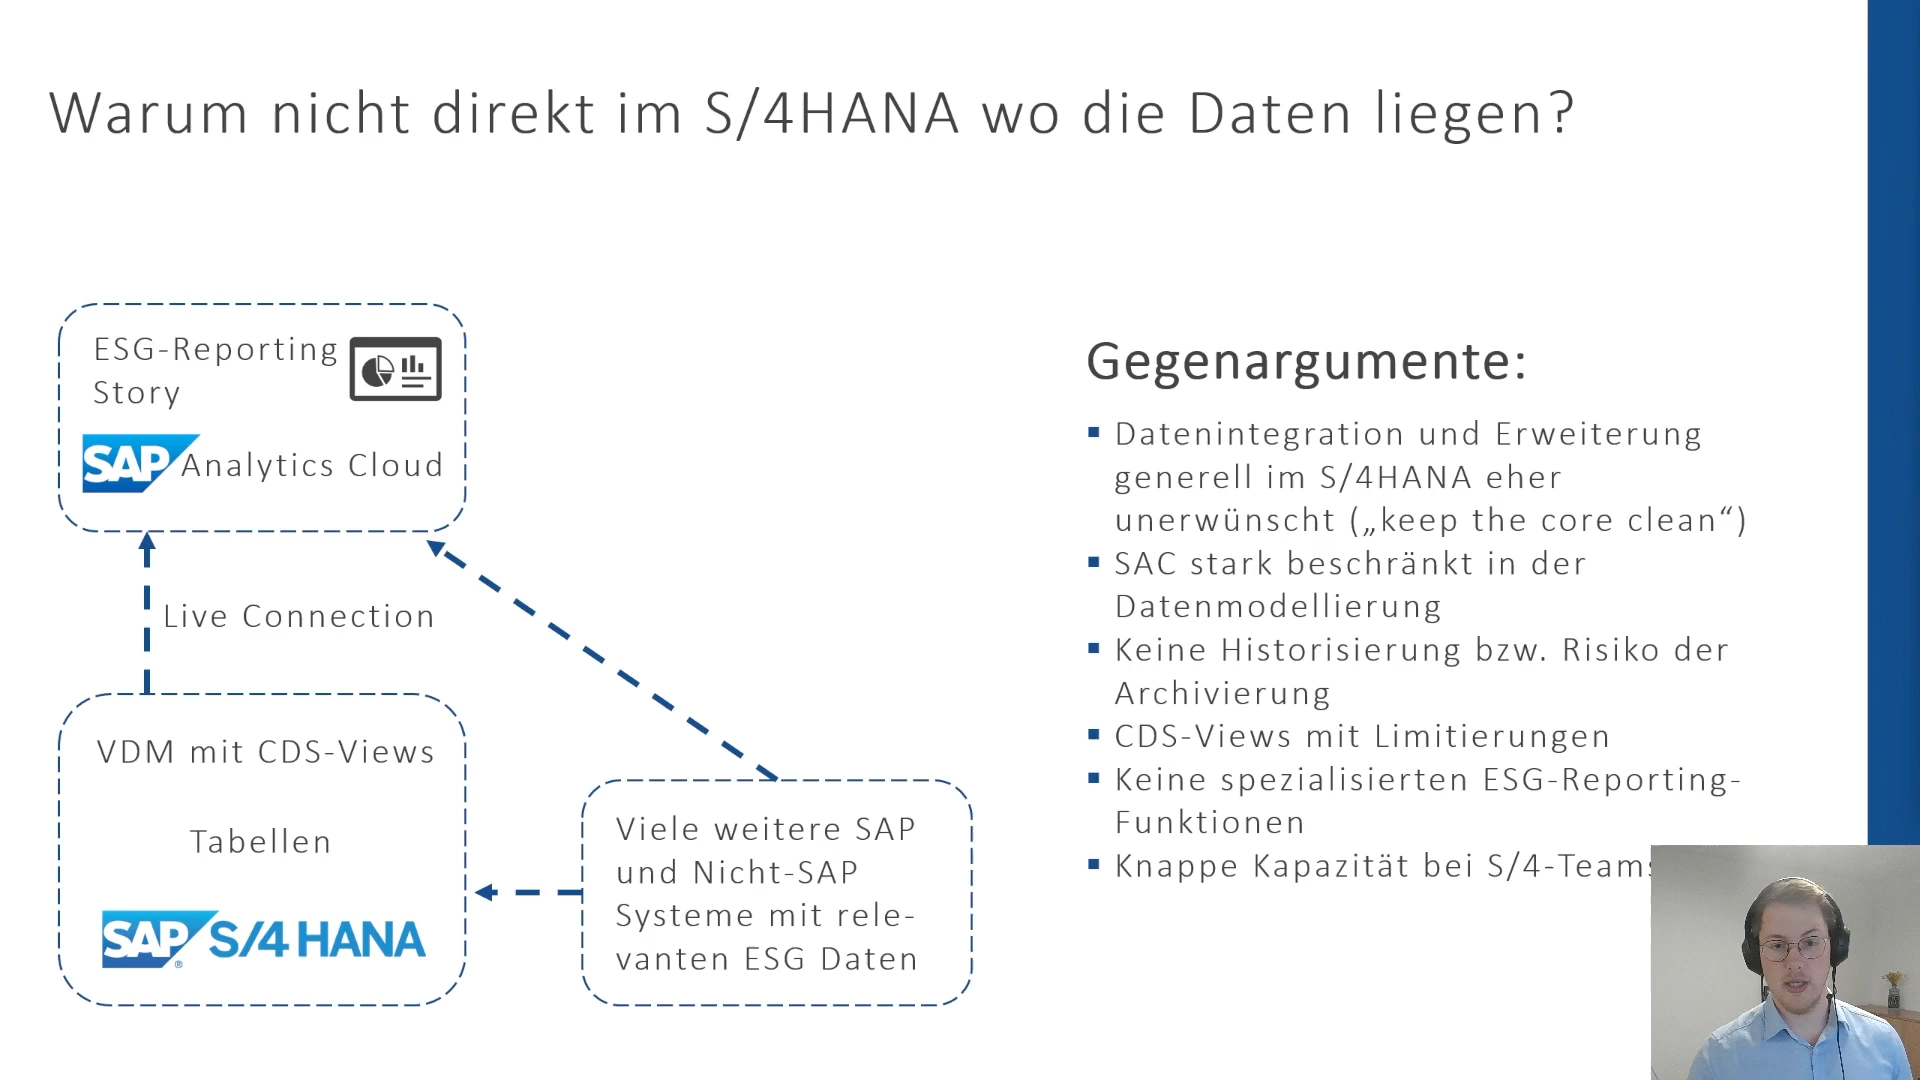 Warum nicht direkt im S/4HANA wo die Daten liegen?
ESG-Reporting
Story
SAP Analytics Cloud
Live Connection
VDM mit CDS-Views
Tabellen
SAP® S/4HANA
Viele weitere SAP
und Nicht-SAP
Systeme mit rele-
vanten ESG Daten
Gegenargumente:
▪ Datenintegration und Erweiterung
generell im S/4HANA eher
unerwünscht („keep the core clean“)
▪ SAC stark beschränkt in der
Datenmodellierung
▪ Keine Historisierung bzw. Risiko der
Archivierung
▪ CDS-Views mit Limitierungen
▪ Keine spezialisierten ESG-Reporting-
Funktionen
▪ Knappe Kapazität bei S/4-Teams